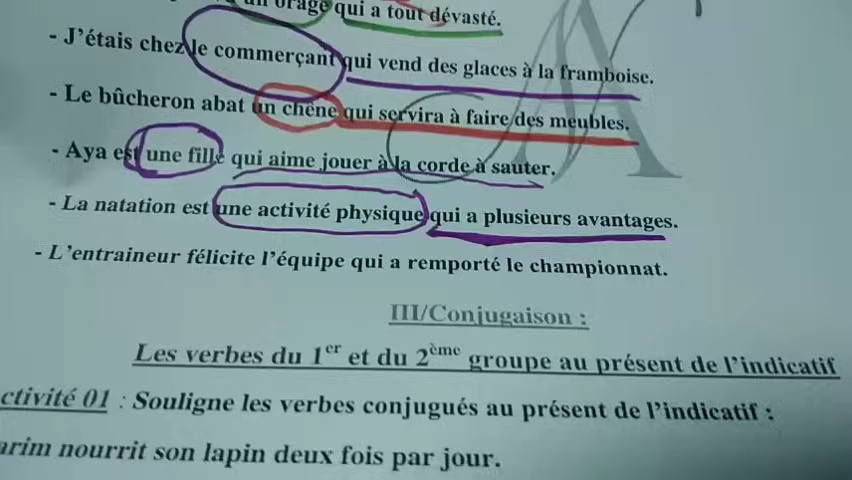 un orage qui a tout dévasté.
- J'étais chez le commerçant qui vend des glaces à la framboise.
- Le bûcheron abat un chêne qui servira à faire des meubles.
- Aya est une fille qui aime jouer à la corde à sauter.
- La natation est une activité physique qui a plusieurs avantages.
- L'entraineur félicite l'équipe qui a remporté le championnat.
III/Conjugaison :
Les verbes du 1er et du 2ème groupe au présent de l'indicatif
ctivité 01 : Souligne les verbes conjugués au présent de l'indicatif :
arim nourrit son lapin deux fois par jour.